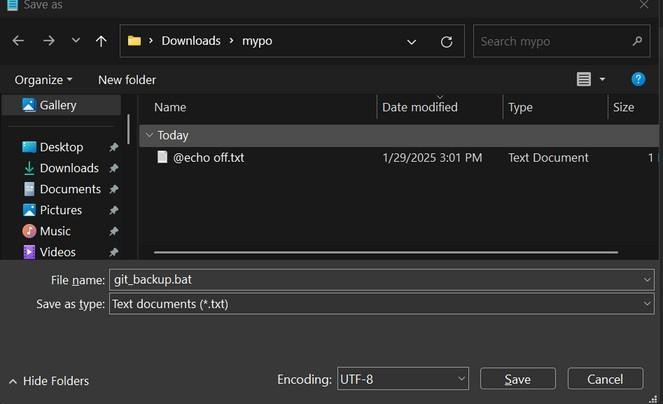 Save as
Downloads > mypo
Search mypo
Organize
New folder
?
Gallery
Name
Date modified
Type
Size
Today
Desktop
@echo off.txt
1/29/2025 3:01 PM
Text Document
1
Downloads
Documents
Pictures
Music
Videos
File name: git_backup.bat
Save as type: Text documents (*.txt)
Hide Folders
Encoding: UTF-8
Save
Cancel